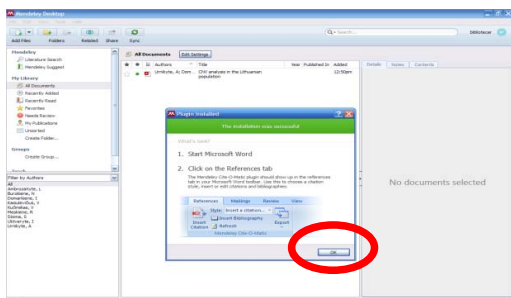 Mendeley Desktop
Add Files
Folders
Related
Share
Sync
Search...
bibliotecar
Mendeley
Literature Search
Mendeley Suggest
My Library
All Documents
Recently Added
Recently Read
Favorites
Needs Review
My Publications
Unsorted
Create Folder...
Groups
Create Group...
Filter by Authors
All
All Documents
Edit Settings
Authors
Title
Year
Published In
Added
CNV analysis in the Lithuanian
population
12:50pm
Details
Notes
Contents
No documents selected
Plugin Installed
The installation was successful
What's next?
1. Start Microsoft Word
2. Click on the References tab
The Mendeley Cite-O-Matic plugin should show up in the references
tab in your Microsoft Word toolbar. Use this to choose a citation
style, insert or edit citations and bibliographies.
References
Mailings
Review
View
Insert
Citation
Style:
Insert a citation...
Insert Bibliography
Refresh
Export
Mendeley Cite-O-Matic
OK